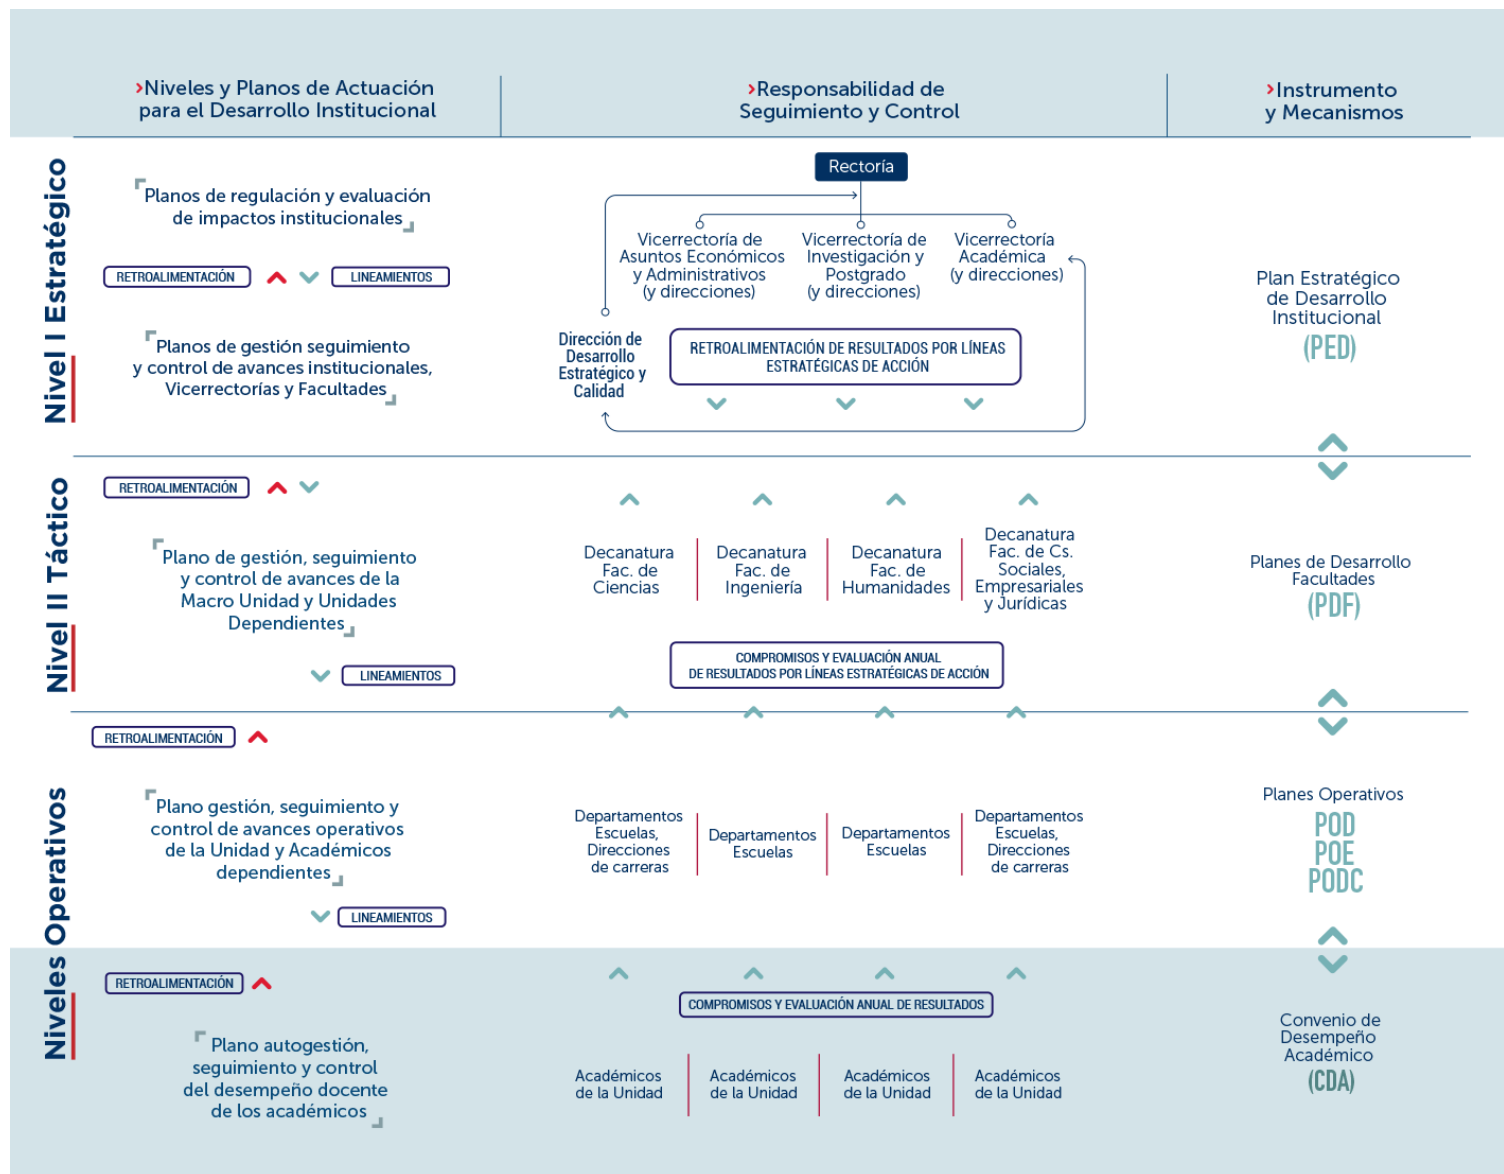 ›Niveles y Planos de Actuación
para el Desarrollo Institucional
›Responsabilidad de
Seguimiento y Control
›Instrumento
y Mecanismos
Nivel I Estratégico
Planos de regulación y evaluación
de impactos institucionales
RETROALIMENTACIÓN
LINEAMIENTOS
Planos de gestión seguimiento
y control de avances institucionales,
Vicerrectorías y Facultades
Rectoría
Vicerrectoría de
Asuntos Económicos
y Administrativos
(y direcciones)
Vicerrectoría de
Investigación y
Postgrado
(y direcciones)
Vicerrectoría
Académica
(y direcciones)
Dirección de
Desarrollo
Estratégico y
Calidad
RETROALIMENTACIÓN DE RESULTADOS POR LÍNEAS
ESTRATÉGICAS DE ACCIÓN
Plan Estratégico
de Desarrollo
Institucional
(PED)
Nivel II Táctico
RETROALIMENTACIÓN
Plano de gestión, seguimiento
y control de avances de la
Macro Unidad y Unidades
Dependientes
LINEAMIENTOS
Decanatura
Fac. de
Ciencias
Decanatura
Fac. de
Ingeniería
Decanatura
Fac. de
Humanidades
Decanatura
Fac. de Cs.
Sociales,
Empresariales
y Jurídicas
COMPROMISOS Y EVALUACIÓN ANUAL
DE RESULTADOS POR LÍNEAS ESTRATÉGICAS DE ACCIÓN
Planes de Desarrollo
Facultades
(PDF)
Niveles Operativos
RETROALIMENTACIÓN
Plano gestión, seguimiento y
control de avances operativos
de la Unidad y Académicos
dependientes
LINEAMIENTOS
Departamentos
Escuelas,
Direcciones
de carreras
Departamentos
Escuelas
Departamentos
Escuelas
Departamentos
Escuelas,
Direcciones
de carreras
Planes Operativos
POD
POE
PODC
RETROALIMENTACIÓN
Plano autogestión,
seguimiento y control
del desempeño docente
de los académicos
COMPROMISOS Y EVALUACIÓN ANUAL DE RESULTADOS
Académicos
de la Unidad
Académicos
de la Unidad
Académicos
de la Unidad
Académicos
de la Unidad
Convenio de
Desempeño
Académico
(CDA)